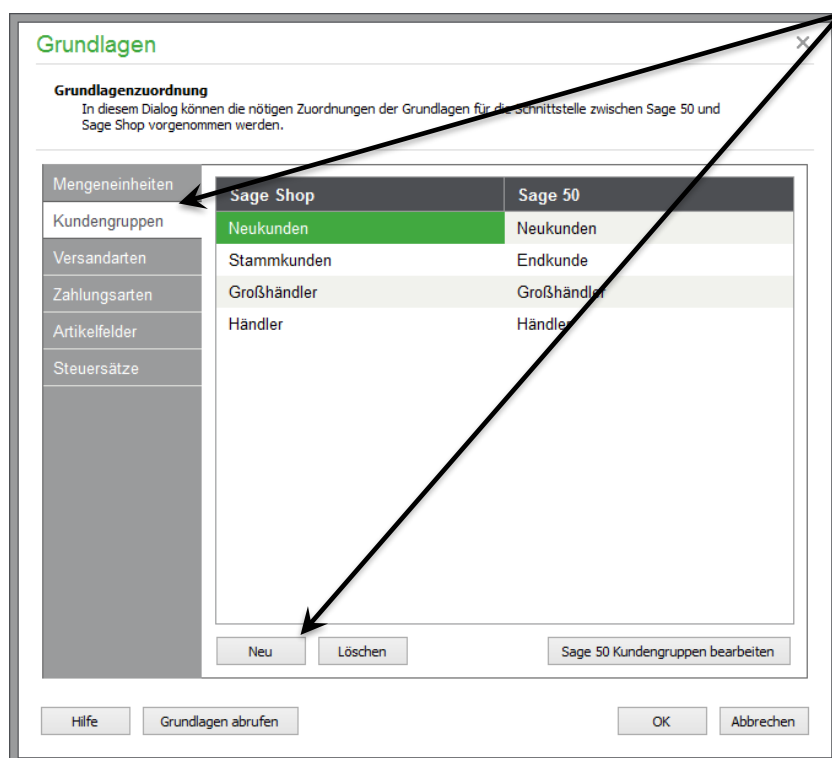 Grundlagen
Grundlagenzuordnung
In diesem Dialog können die nötigen Zuordnungen der Grundlagen für die Schnittstelle zwischen Sage 50 und
Sage Shop vorgenommen werden.
Mengeneinheiten
Kundengruppen
Versandarten
Zahlungsarten
Artikelfelder
Steuersätze
Sage Shop Sage 50
Neukunden Neukunden
Stammkunden Endkunde
Großhändler Großhändler
Händler Händler
Neu Löschen Sage 50 Kundengruppen bearbeiten
Hilfe Grundlagen abrufen OK Abbrechen